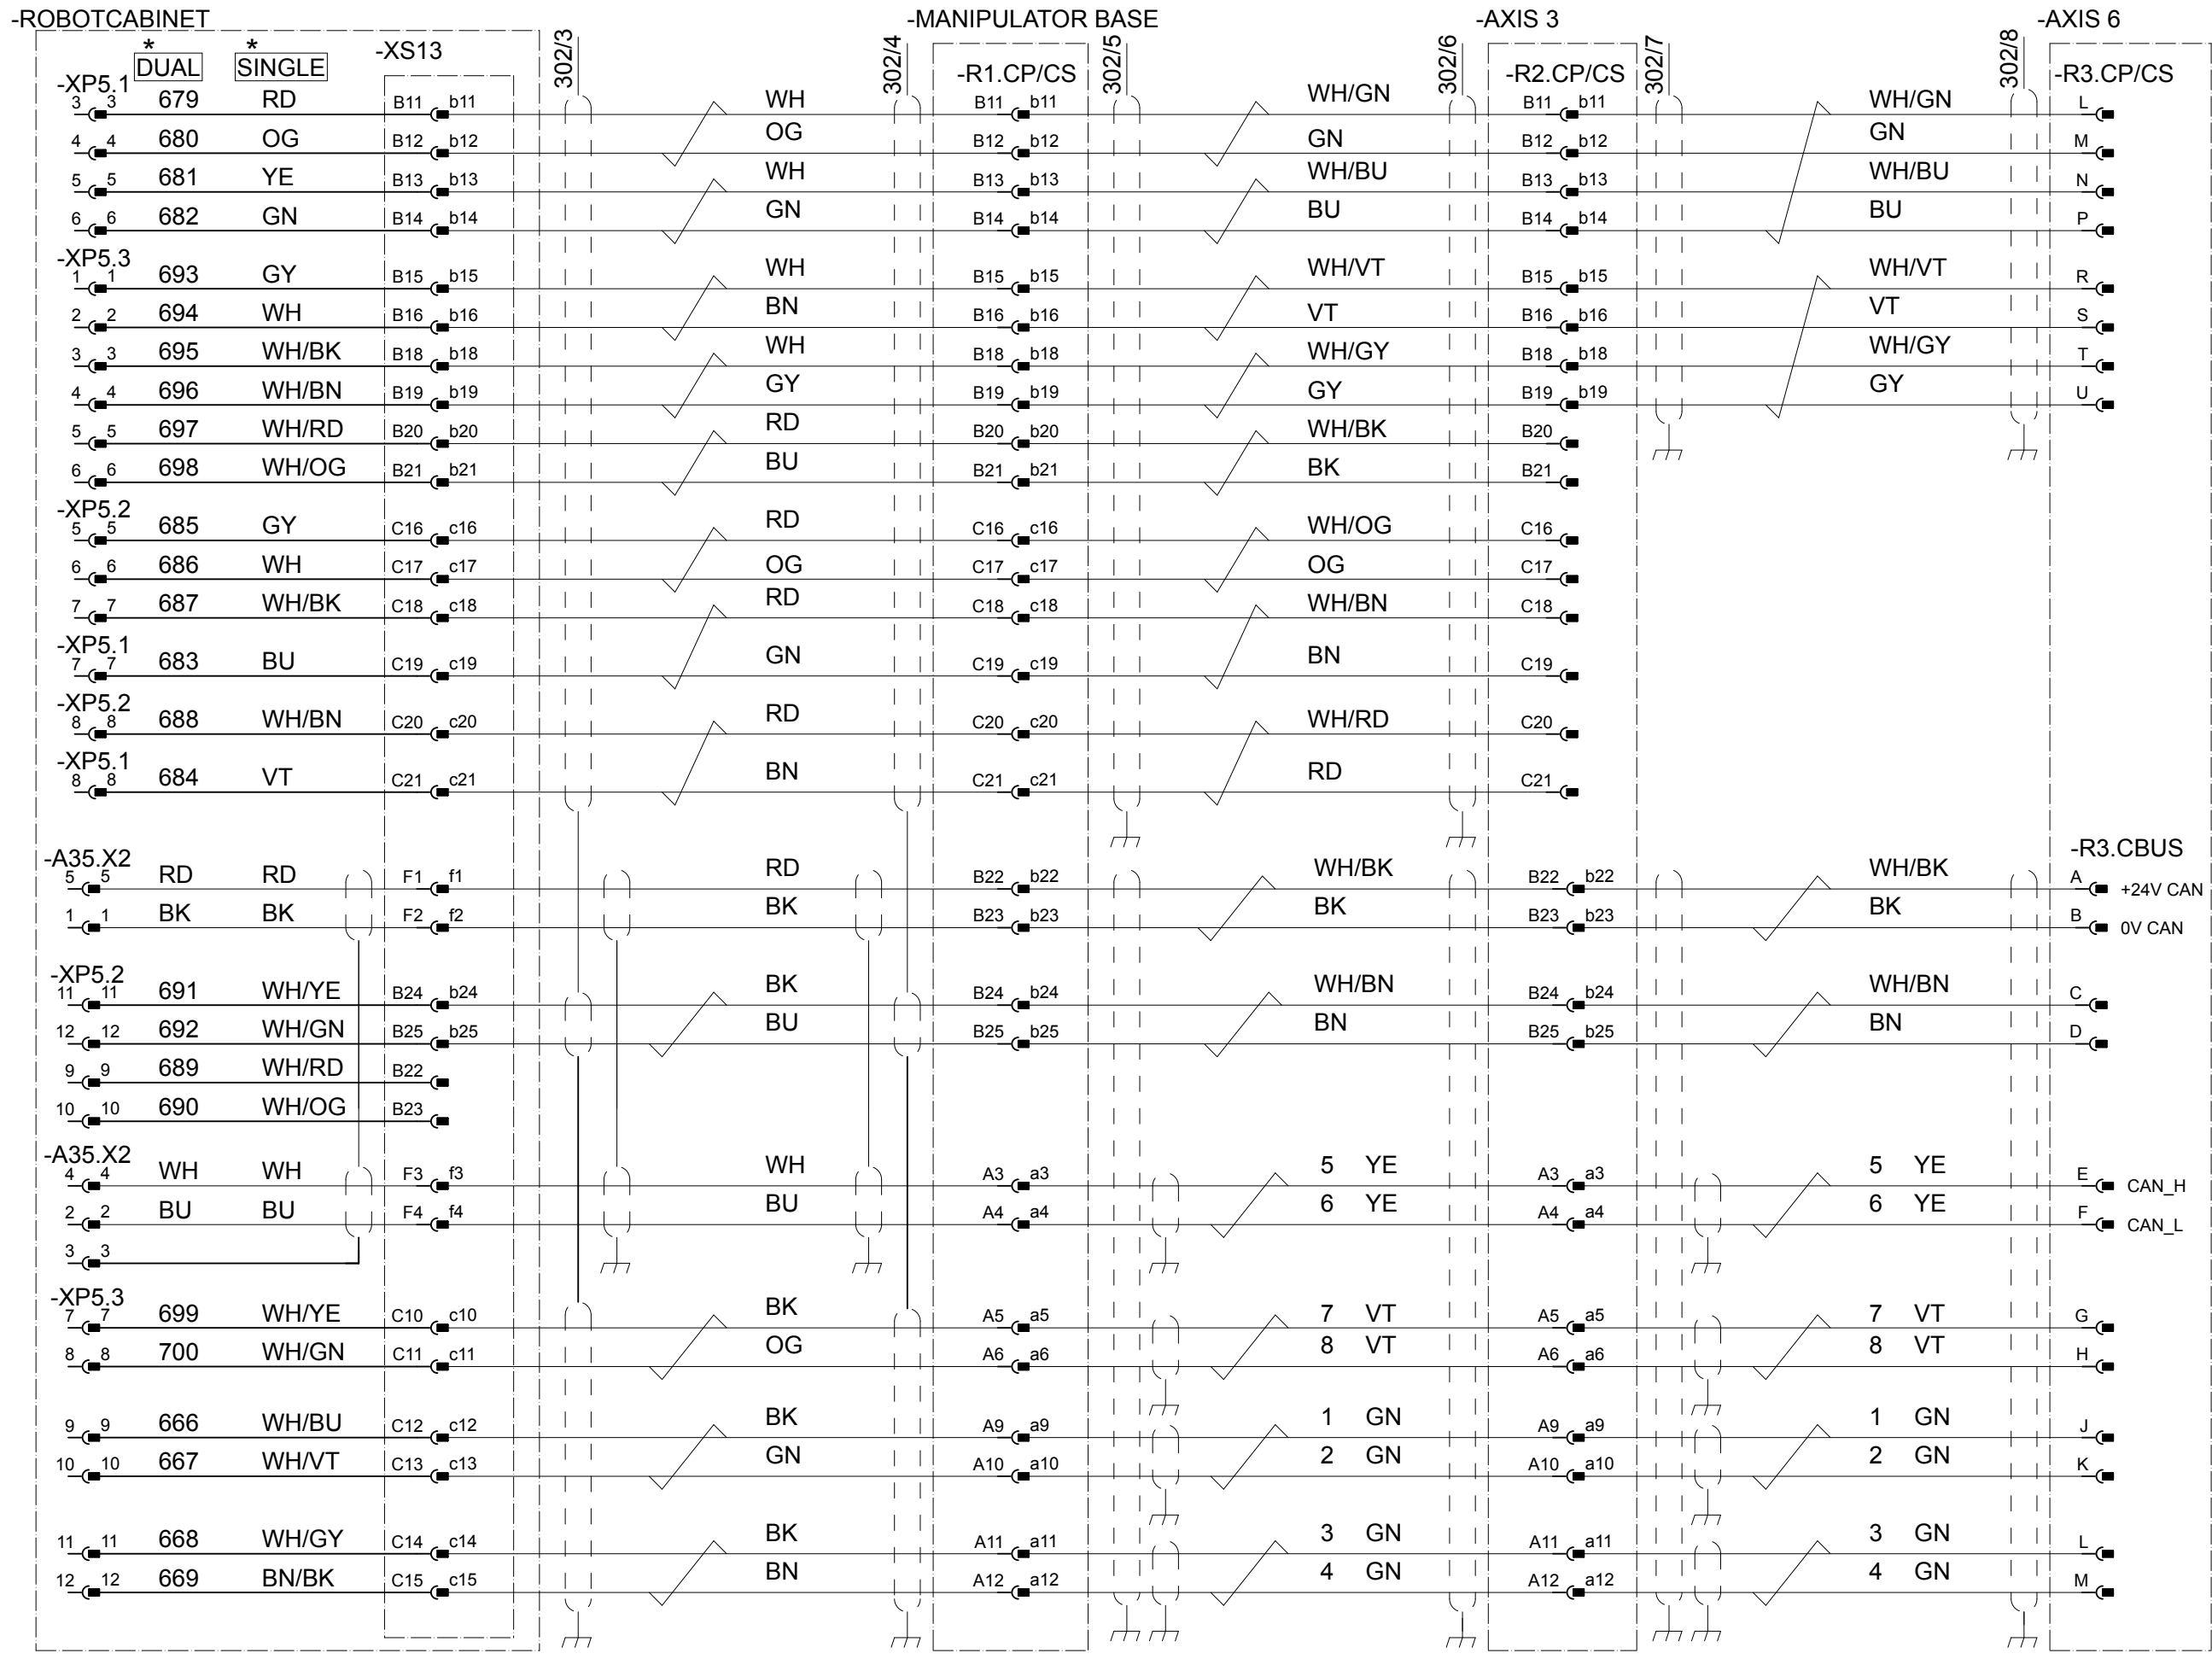 -ROBOTCABINET -MANIPULATOR BASE -AXIS 3 -AXIS 6
* * -XS13 302/3 302/4 302/5 302/6 302/7 302/8
DUAL SINGLE -R1.CP/CS -R2.CP/CS -R3.CP/CS
-XP5.1
3 3 679 RD B11 b11 WH B11 b11 WH/GN B11 b11 WH/GN L
4 4 680 OG B12 b12 OG B12 b12 GN B12 b12 GN M
5 5 681 YE B13 b13 WH B13 b13 WH/BU B13 b13 WH/BU N
6 6 682 GN B14 b14 GN B14 b14 BU B14 b14 BU P
-XP5.3
1 1 693 GY B15 b15 WH B15 b15 WH/VT B15 b15 WH/VT R
2 2 694 WH B16 b16 BN B16 b16 VT B16 b16 VT S
3 3 695 WH/BK B18 b18 WH B18 b18 WH/GY B18 b18 WH/GY T
4 4 696 WH/BN B19 b19 GY B19 b19 GY B19 b19 GY U
5 5 697 WH/RD B20 b20 RD B20 b20 WH/BK B20
6 6 698 WH/OG B21 b21 BU B21 b21 BK B21
-XP5.2
5 5 685 GY C16 c16 RD C16 c16 WH/OG C16
6 6 686 WH C17 c17 OG C17 c17 OG C17
7 7 687 WH/BK C18 c18 RD C18 c18 WH/BN C18
-XP5.1
7 7 683 BU C19 c19 GN C19 c19 BN C19
-XP5.2
8 8 688 WH/BN C20 c20 RD C20 c20 WH/RD C20
-XP5.1
8 8 684 VT C21 c21 BN C21 c21 RD C21
-A35.X2 -R3.CBUS
5 5 RD RD F1 f1 RD B22 b22 WH/BK B22 b22 WH/BK A +24V CAN
1 1 BK BK F2 f2 BK B23 b23 BK B23 b23 BK B 0V CAN
-XP5.2
11 11 691 WH/YE B24 b24 BK B24 b24 WH/BN B24 b24 WH/BN C
12 12 692 WH/GN B25 b25 BU B25 b25 BN B25 b25 BN D
9 9 689 WH/RD B22
10 10 690 WH/OG B23
-A35.X2
4 4 WH WH F3 f3 WH A3 a3 5 YE A3 a3 5 YE E CAN_H
2 2 BU BU F4 f4 BU A4 a4 6 YE A4 a4 6 YE F CAN_L
3 3
-XP5.3
7 7 699 WH/YE C10 c10 BK A5 a5 7 VT A5 a5 7 VT G
8 8 700 WH/GN C11 c11 OG A6 a6 8 VT A6 a6 8 VT H
9 9 666 WH/BU C12 c12 BK A9 a9 1 GN A9 a9 1 GN J
10 10 667 WH/VT C13 c13 GN A10 a10 2 GN A10 a10 2 GN K
11 11 668 WH/GY C14 c14 BK A11 a11 3 GN A11 a11 3 GN L
12 12 669 BN/BK C15 c15 BN A12 a12 4 GN A12 a12 4 GN M